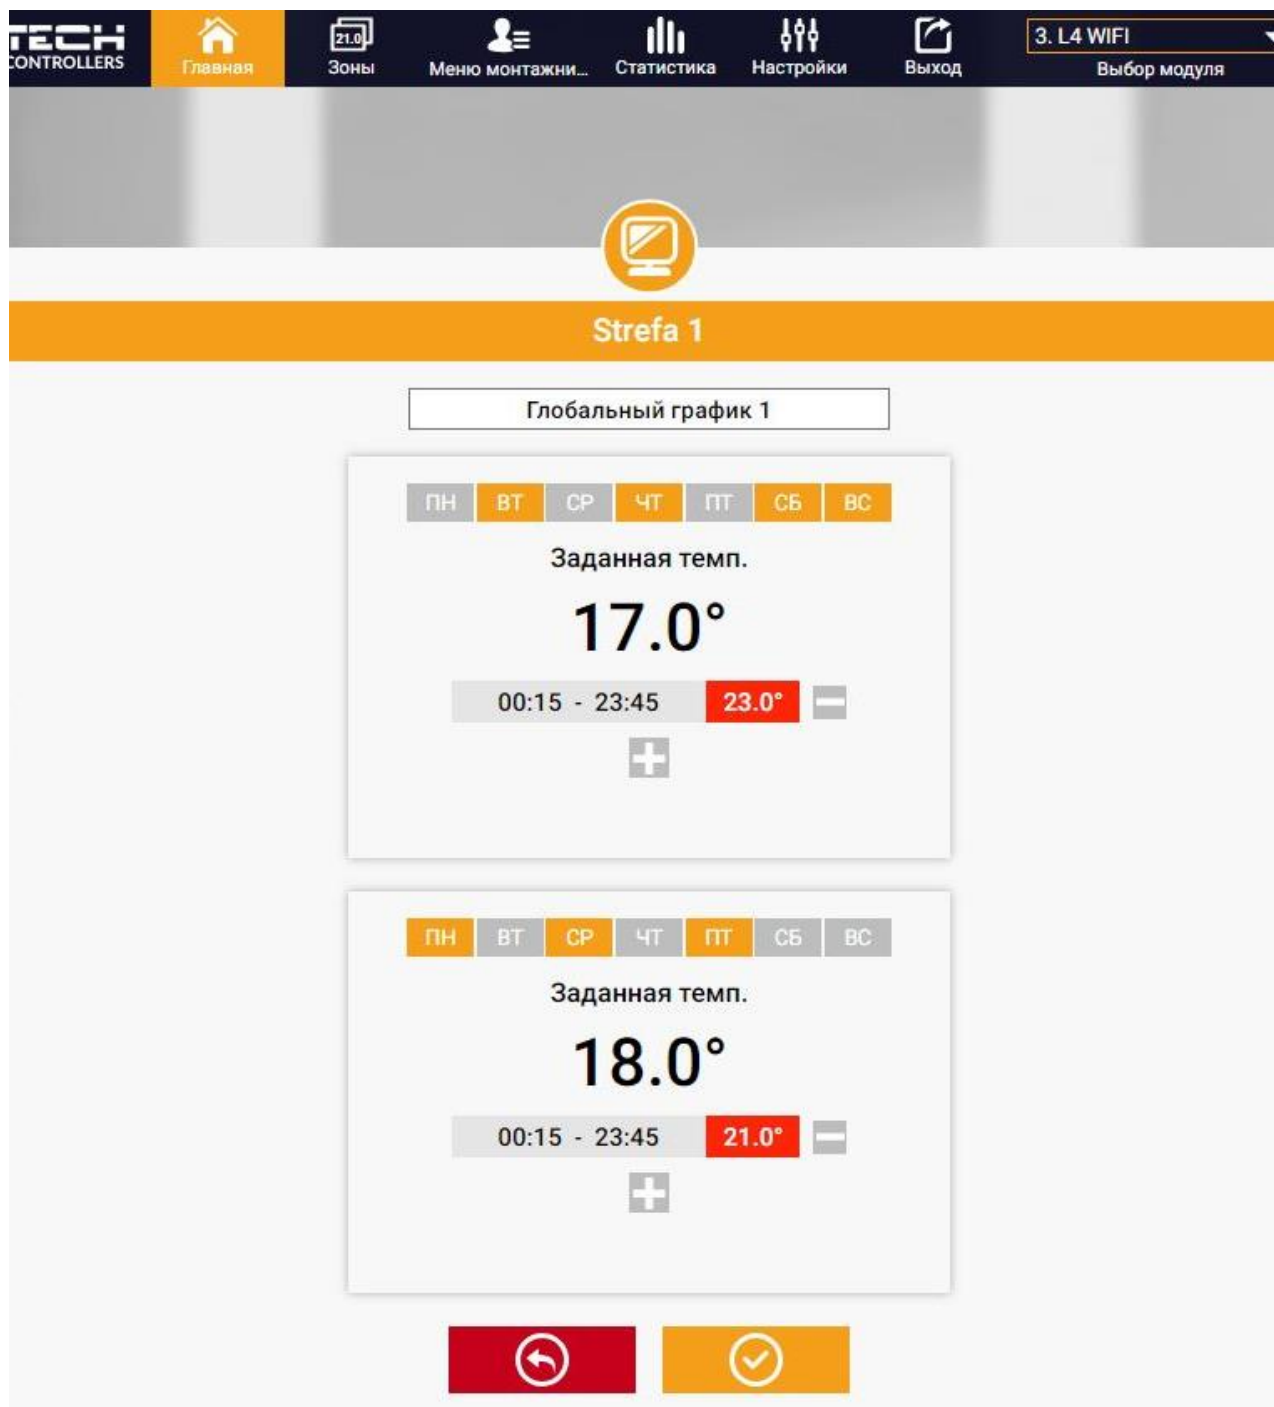 TECH
CONTROLLERS
Главная
21.0
Зоны
Меню монтажни...
Статистика
Настройки
Выход
3. L4 WIFI
Выбор модуля
Strefa 1
Глобальный график 1
ПН ВТ СР ЧТ ПТ СБ ВС
Заданная темп.
17.0°
00:15 - 23:45 23.0°
ПН ВТ СР ЧТ ПТ СБ ВС
Заданная темп.
18.0°
00:15 - 23:45 21.0°